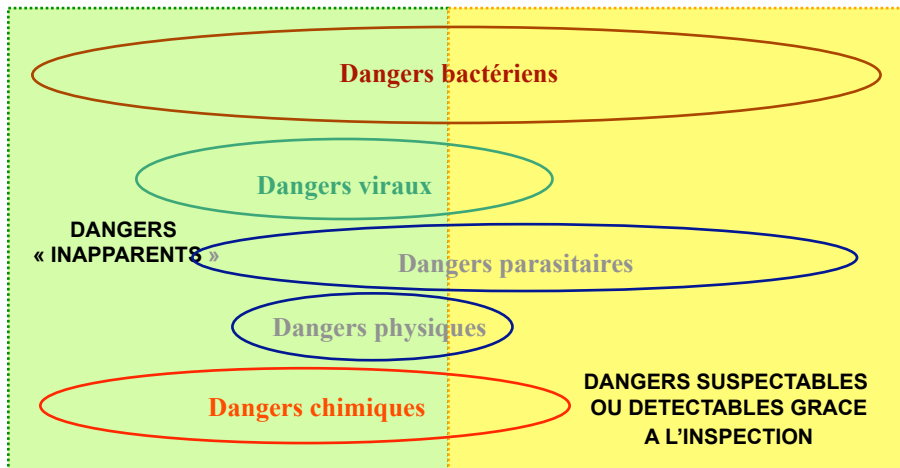 Dangers bactériens
Dangers viraux
DANGERS
« INAPPARENTS »
Dangers parasitaires
Dangers physiques
Dangers chimiques
DANGERS SUSPECTABLES
OU DETECTABLES GRACE
A L’INSPECTION